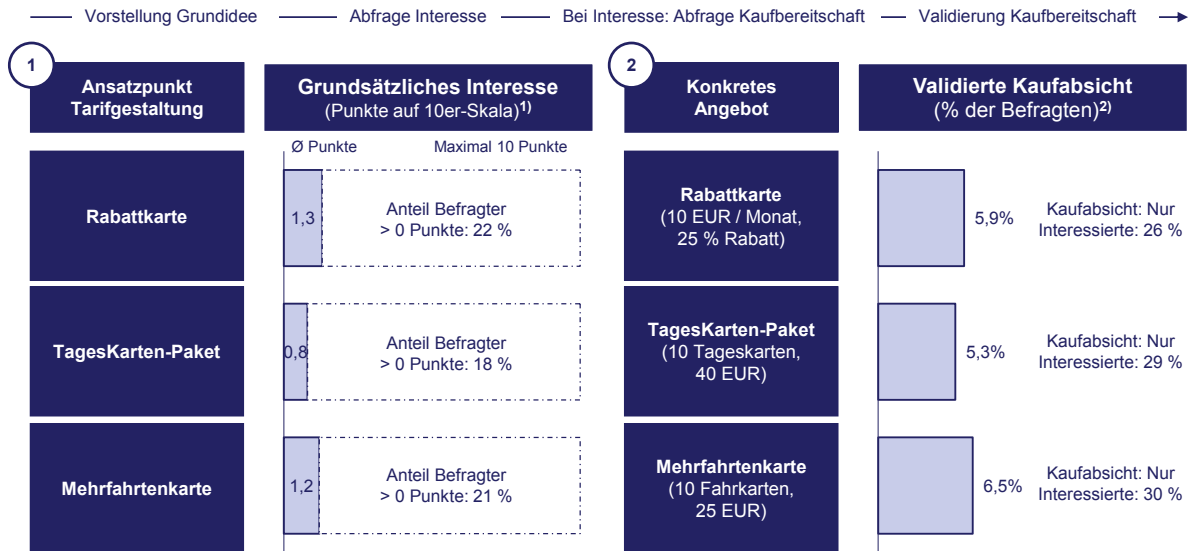 Vorstellung Grundidee
Abfrage Interesse
Bei Interesse: Abfrage Kaufbereitschaft
Validierung Kaufbereitschaft
1
Ansatzpunkt
Tarifgestaltung
Grundsätzliches Interesse
(Punkte auf 10er-Skala)1)
2
Konkretes
Angebot
Validierte Kaufabsicht
(% der Befragten)2)
Ø Punkte
Maximal 10 Punkte
Rabattkarte
1,3
Anteil Befragter
> 0 Punkte: 22 %
Rabattkarte
(10 EUR / Monat,
25 % Rabatt)
5,9%
Kaufabsicht: Nur
Interessierte: 26 %
TagesKarten-Paket
0,8
Anteil Befragter
> 0 Punkte: 18 %
TagesKarten-Paket
(10 Tageskarten,
40 EUR)
5,3%
Kaufabsicht: Nur
Interessierte: 29 %
Mehrfahrtenkarte
1,2
Anteil Befragter
> 0 Punkte: 21 %
Mehrfahrtenkarte
(10 Fahrkarten,
25 EUR)
6,5%
Kaufabsicht: Nur
Interessierte: 30 %